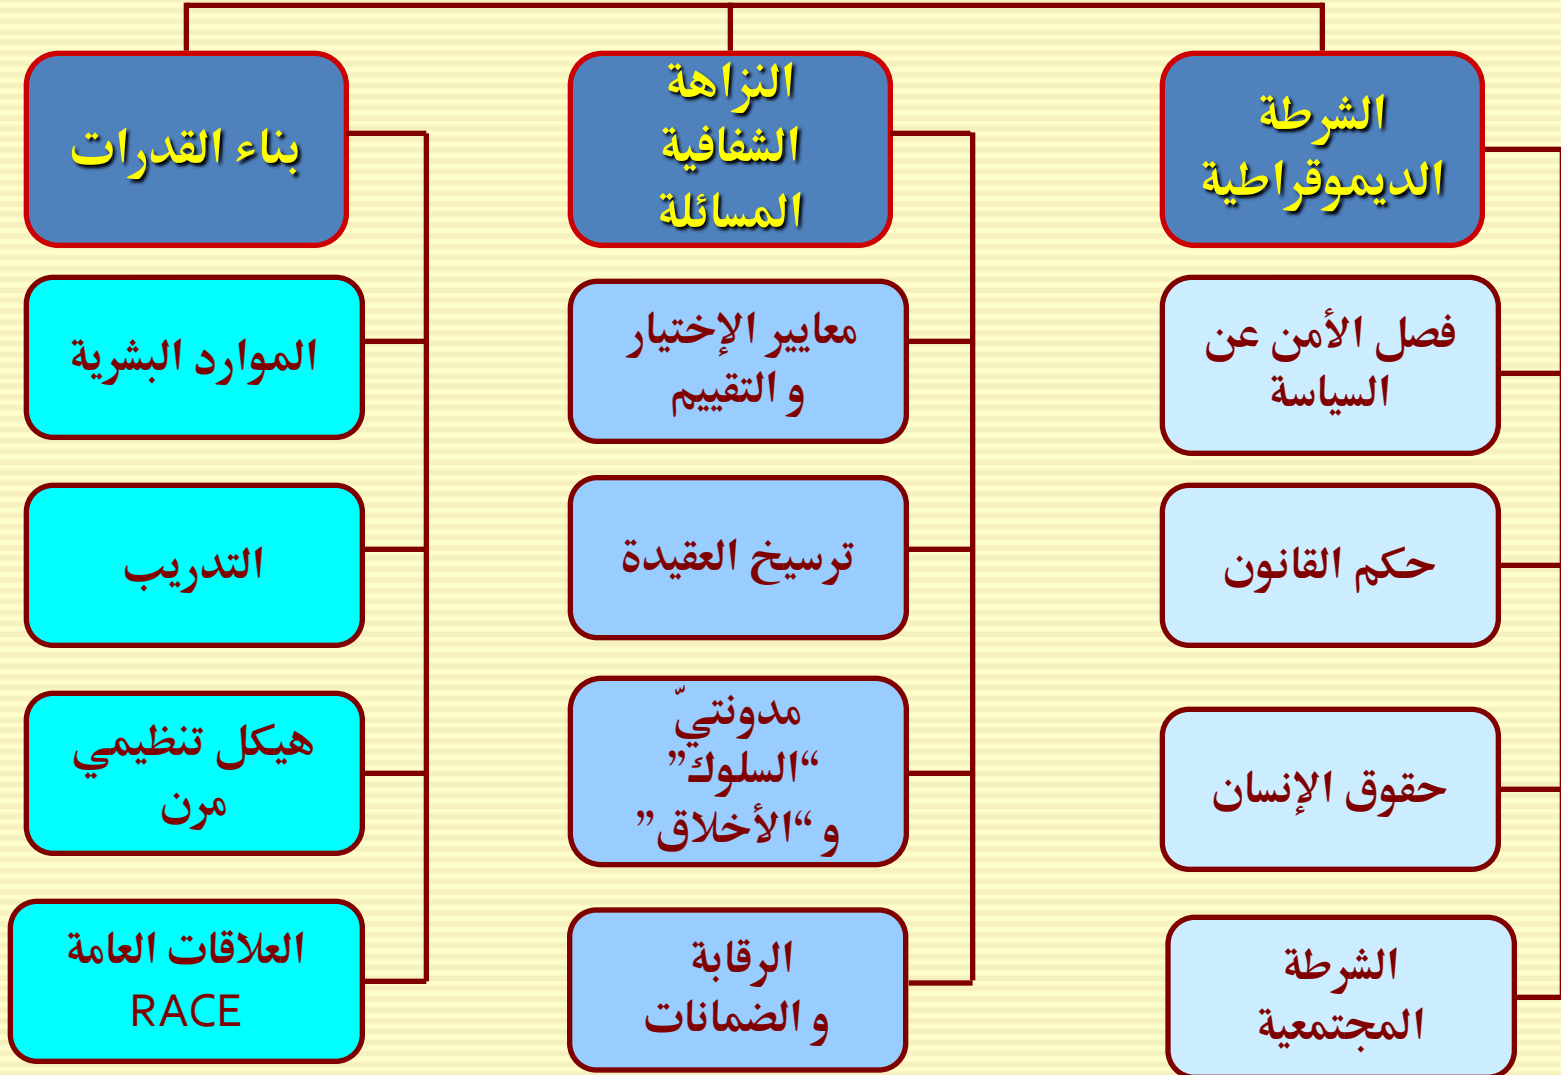 الشرطة
الديموقراطية
فصل الأمن عن
السياسة
حكم القانون
حقوق الإنسان
الشرطة
المجتمعية
النزاهة
الشفافية
المسائلة
معايير الإختيار
و التقييم
ترسيخ العقيدة
مدونتيّ
“السلوك”
و “الأخلاق”
الرقابة
و الضمانات
بناء القدرات
الموارد البشرية
التدريب
هيكل تنظيمي
مرن
العلاقات العامة
RACE